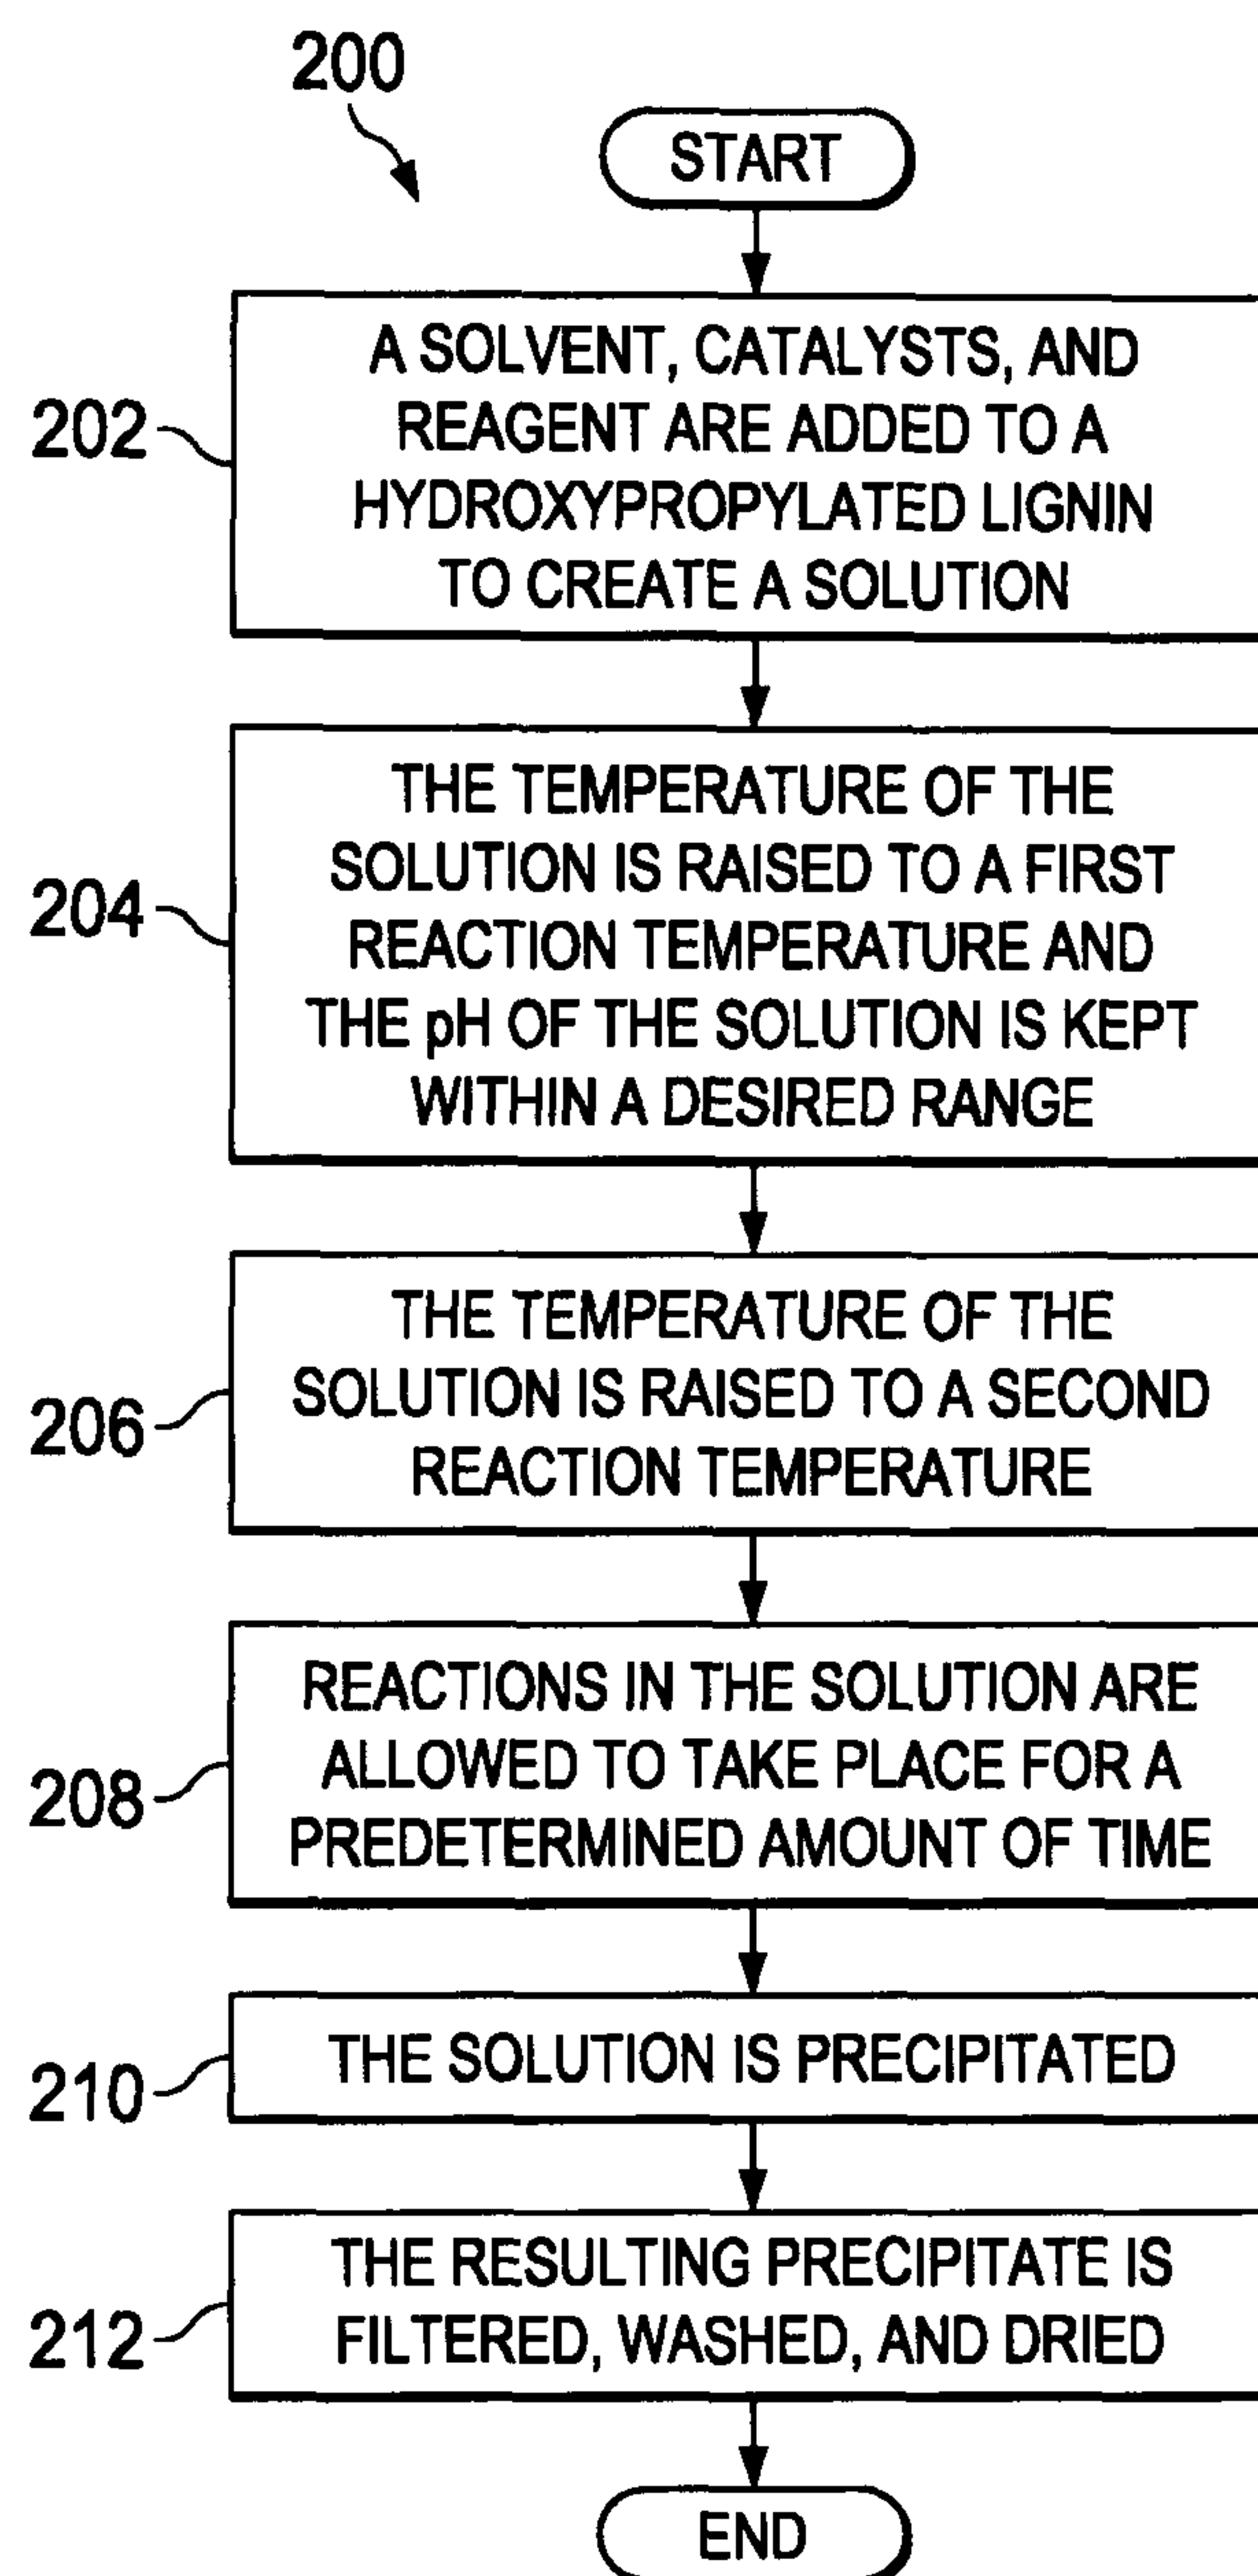 200
START
202
A SOLVENT, CATALYSTS, AND
REAGENT ARE ADDED TO A
HYDROXYPROPYLATED LIGNIN
TO CREATE A SOLUTION
204
THE TEMPERATURE OF THE
SOLUTION IS RAISED TO A FIRST
REACTION TEMPERATURE AND
THE pH OF THE SOLUTION IS KEPT
WITHIN A DESIRED RANGE
206
THE TEMPERATURE OF THE
SOLUTION IS RAISED TO A SECOND
REACTION TEMPERATURE
208
REACTIONS IN THE SOLUTION ARE
ALLOWED TO TAKE PLACE FOR A
PREDETERMINED AMOUNT OF TIME
210
THE SOLUTION IS PRECIPITATED
212
THE RESULTING PRECIPITATE IS
FILTERED, WASHED, AND DRIED
END